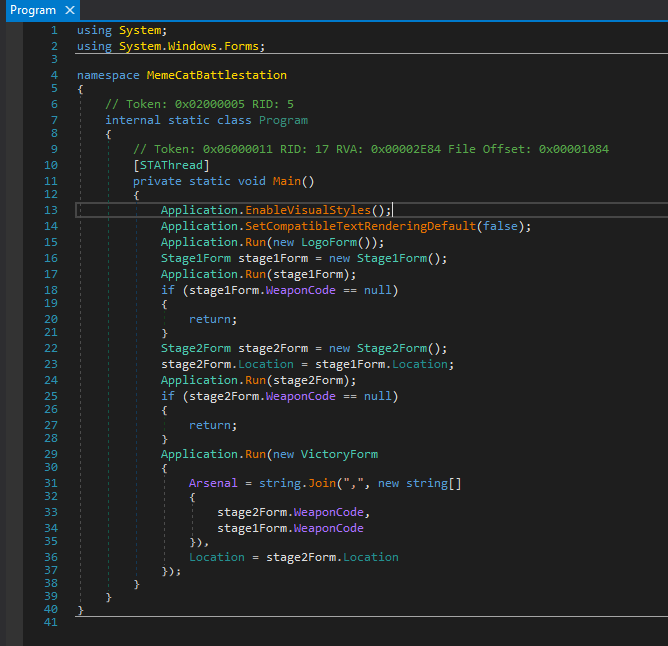 Program ✕
1 using System;
2 using System.Windows.Forms;
3
4 namespace MemeCatBattlestation
5 {
6     // Token: 0x02000005 RID: 5
7     internal static class Program
8     {
9         // Token: 0x06000011 RID: 17 RVA: 0x00002E84 File Offset: 0x00001084
10         [STAThread]
11         private static void Main()
12         {
13             Application.EnableVisualStyles();
14             Application.SetCompatibleTextRenderingDefault(false);
15             Application.Run(new LogoForm());
16             Stage1Form stage1Form = new Stage1Form();
17             Application.Run(stage1Form);
18             if (stage1Form.WeaponCode == null)
19             {
20                 return;
21             }
22             Stage2Form stage2Form = new Stage2Form();
23             stage2Form.Location = stage1Form.Location;
24             Application.Run(stage2Form);
25             if (stage2Form.WeaponCode == null)
26             {
27                 return;
28             }
29             Application.Run(new VictoryForm
30             {
31                 Arsenal = string.Join(",", new string[]
32                 {
33                     stage2Form.WeaponCode,
34                     stage1Form.WeaponCode
35                 }),
36                 Location = stage2Form.Location
37             });
38         }
39     }
40 }
41